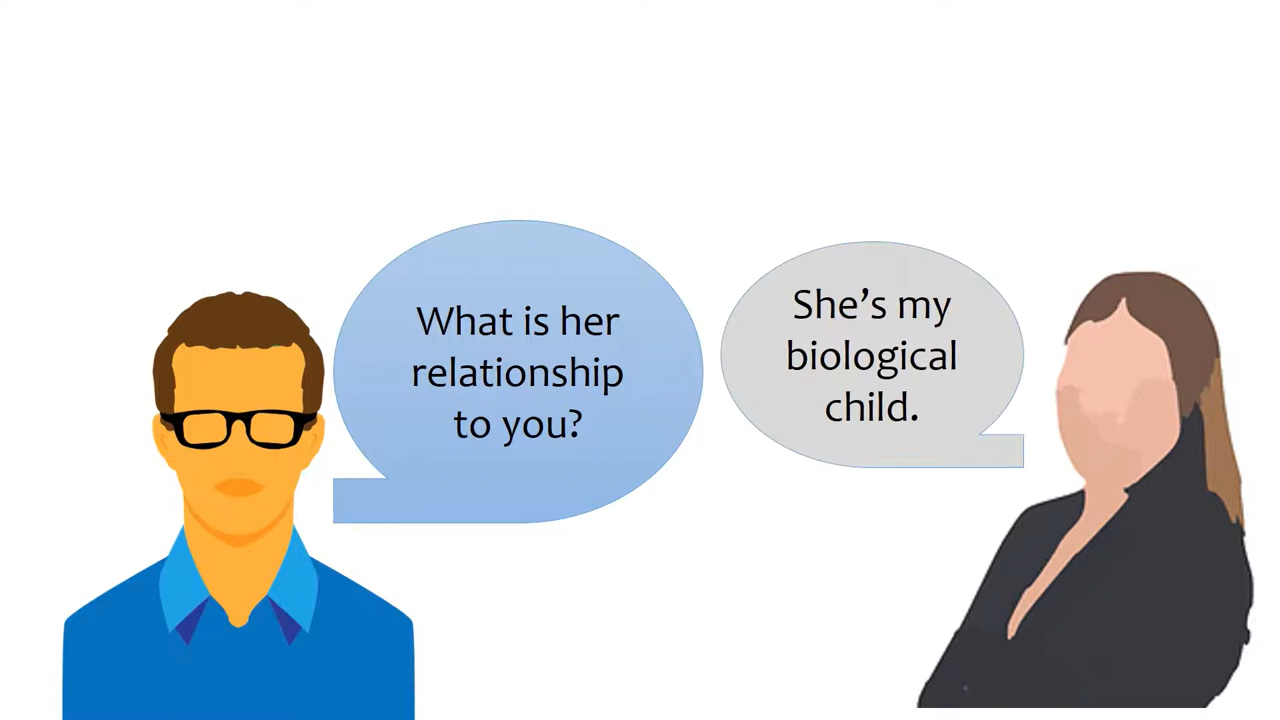 What is her
relationship
to you?
She’s my
biological
child.